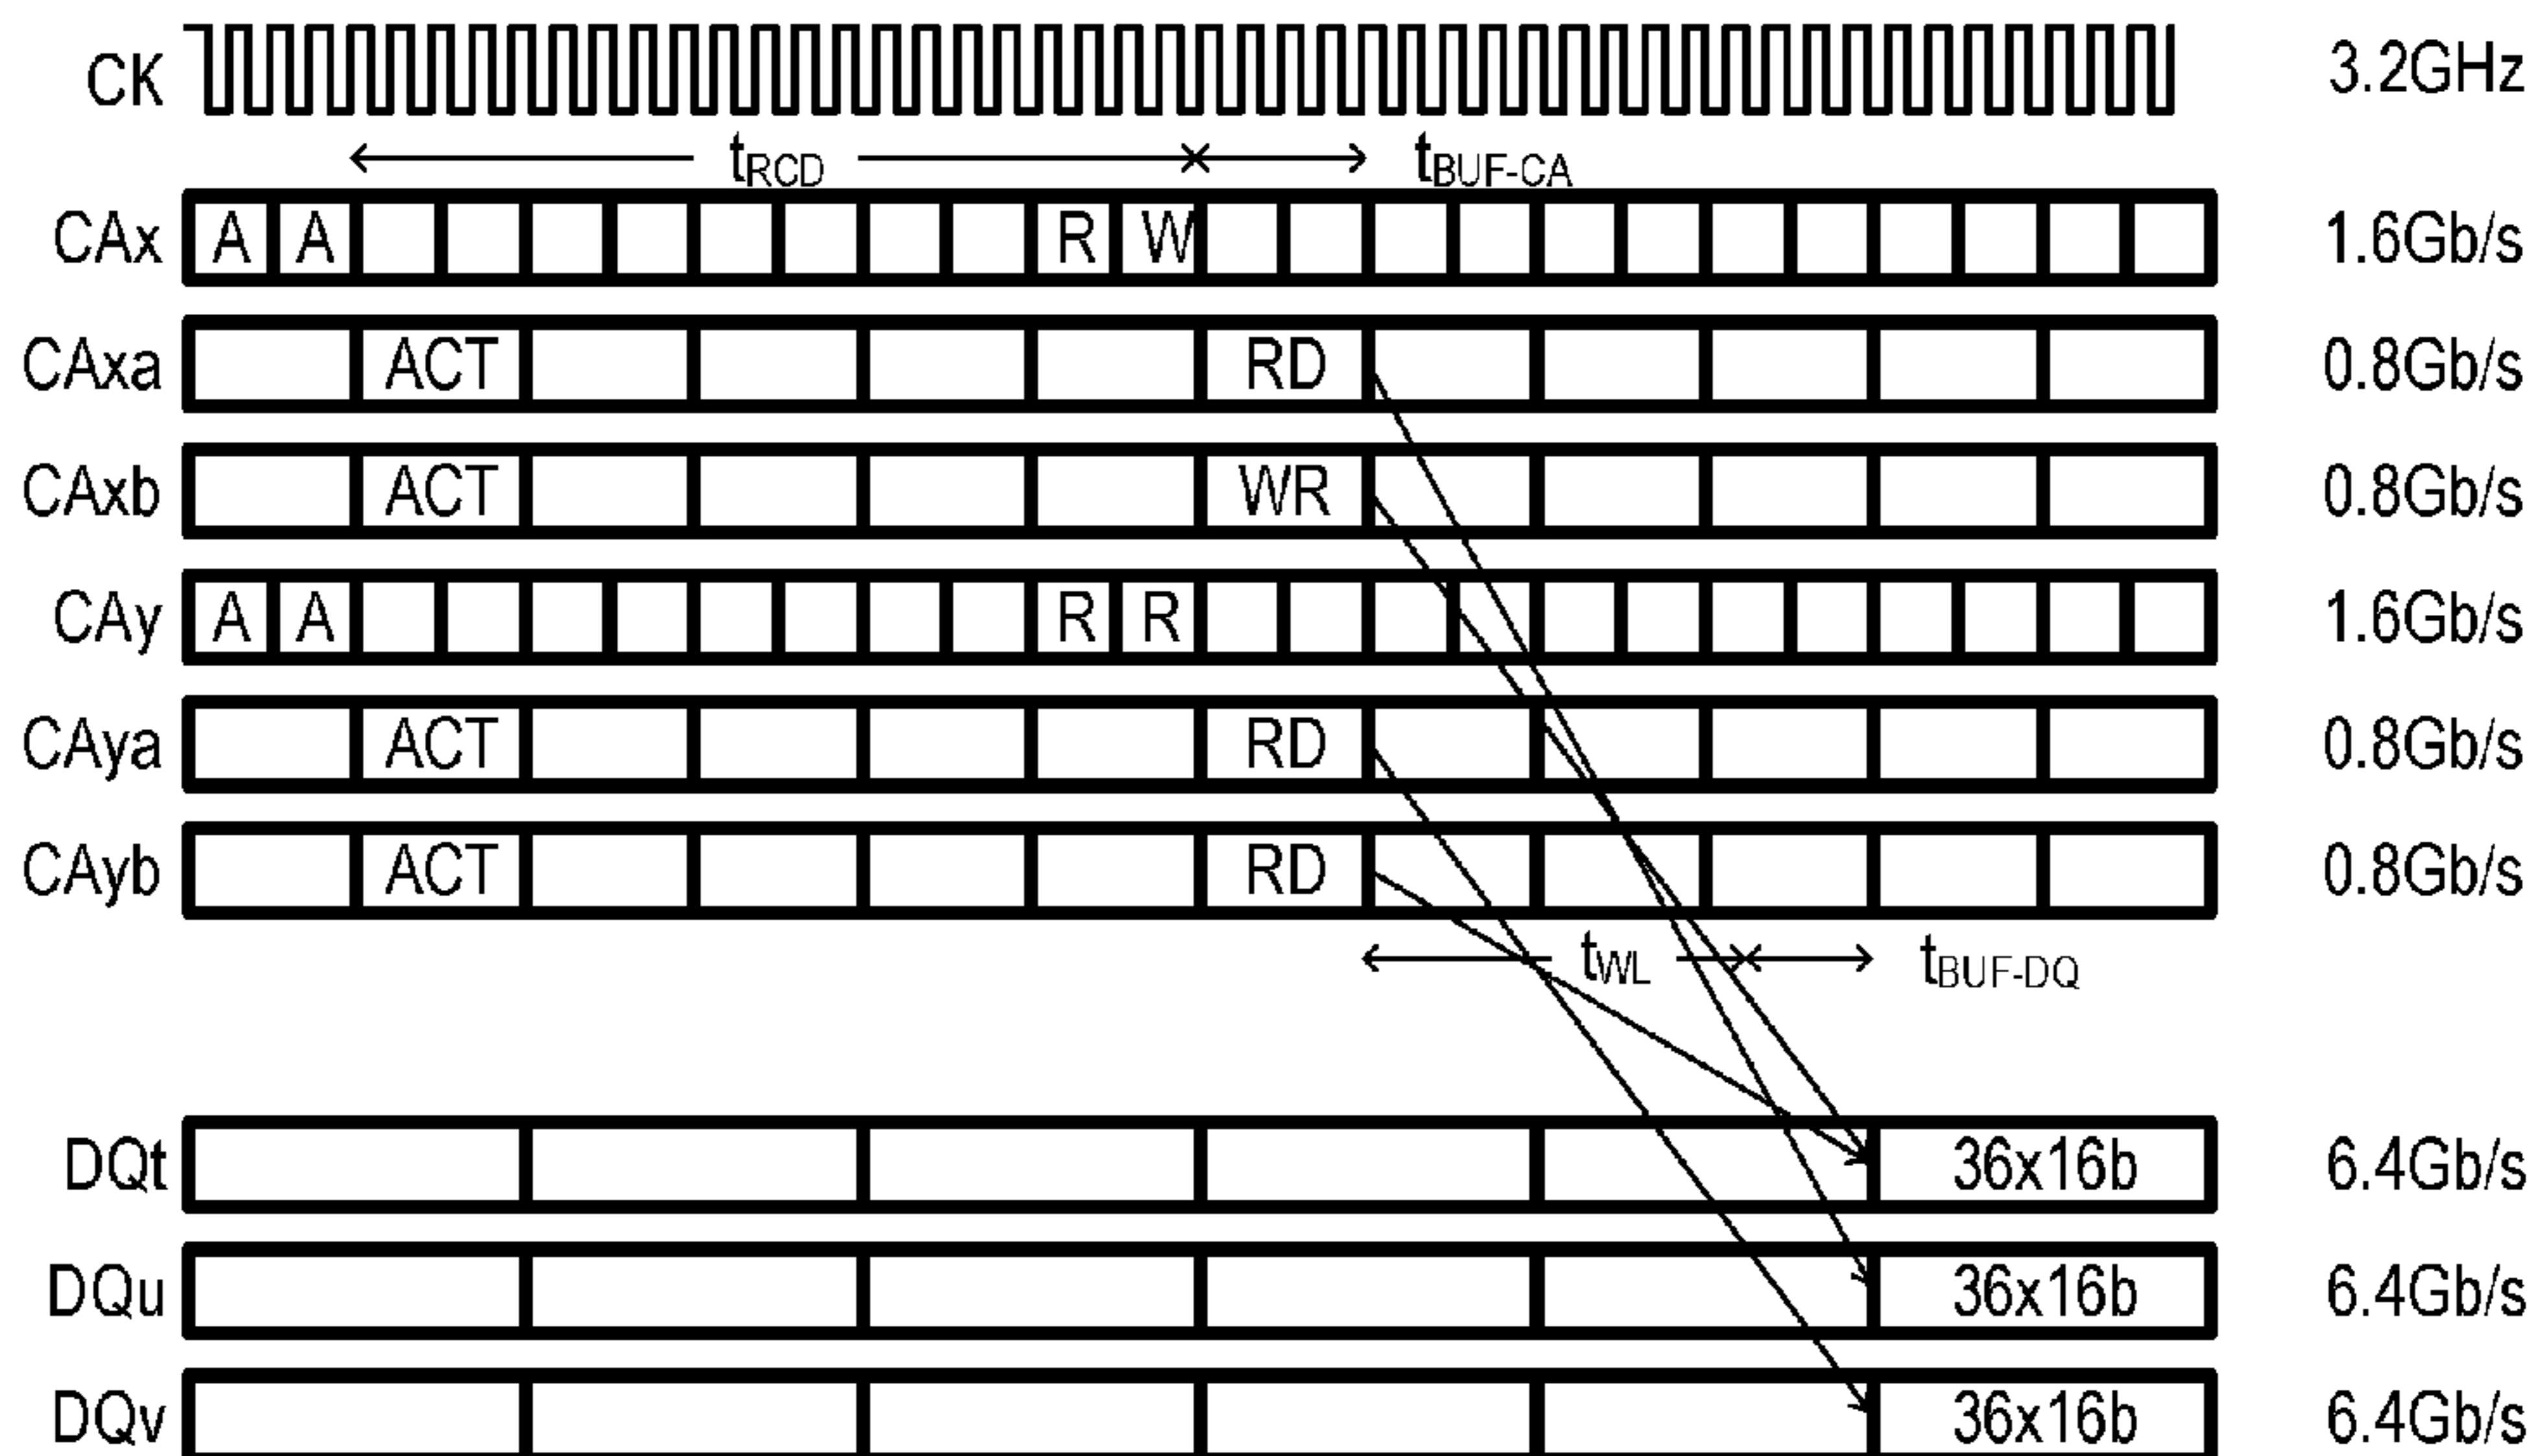 CK 3.2GHz
tRCD tBUF-CA
CAx A A R W 1.6Gb/s
CAxa ACT RD 0.8Gb/s
CAxb ACT WR 0.8Gb/s
CAy A A R R 1.6Gb/s
CAya ACT RD 0.8Gb/s
CAyb ACT RD 0.8Gb/s
tWL tBUF-DQ
DQt 36x16b 6.4Gb/s
DQu 36x16b 6.4Gb/s
DQv 36x16b 6.4Gb/s